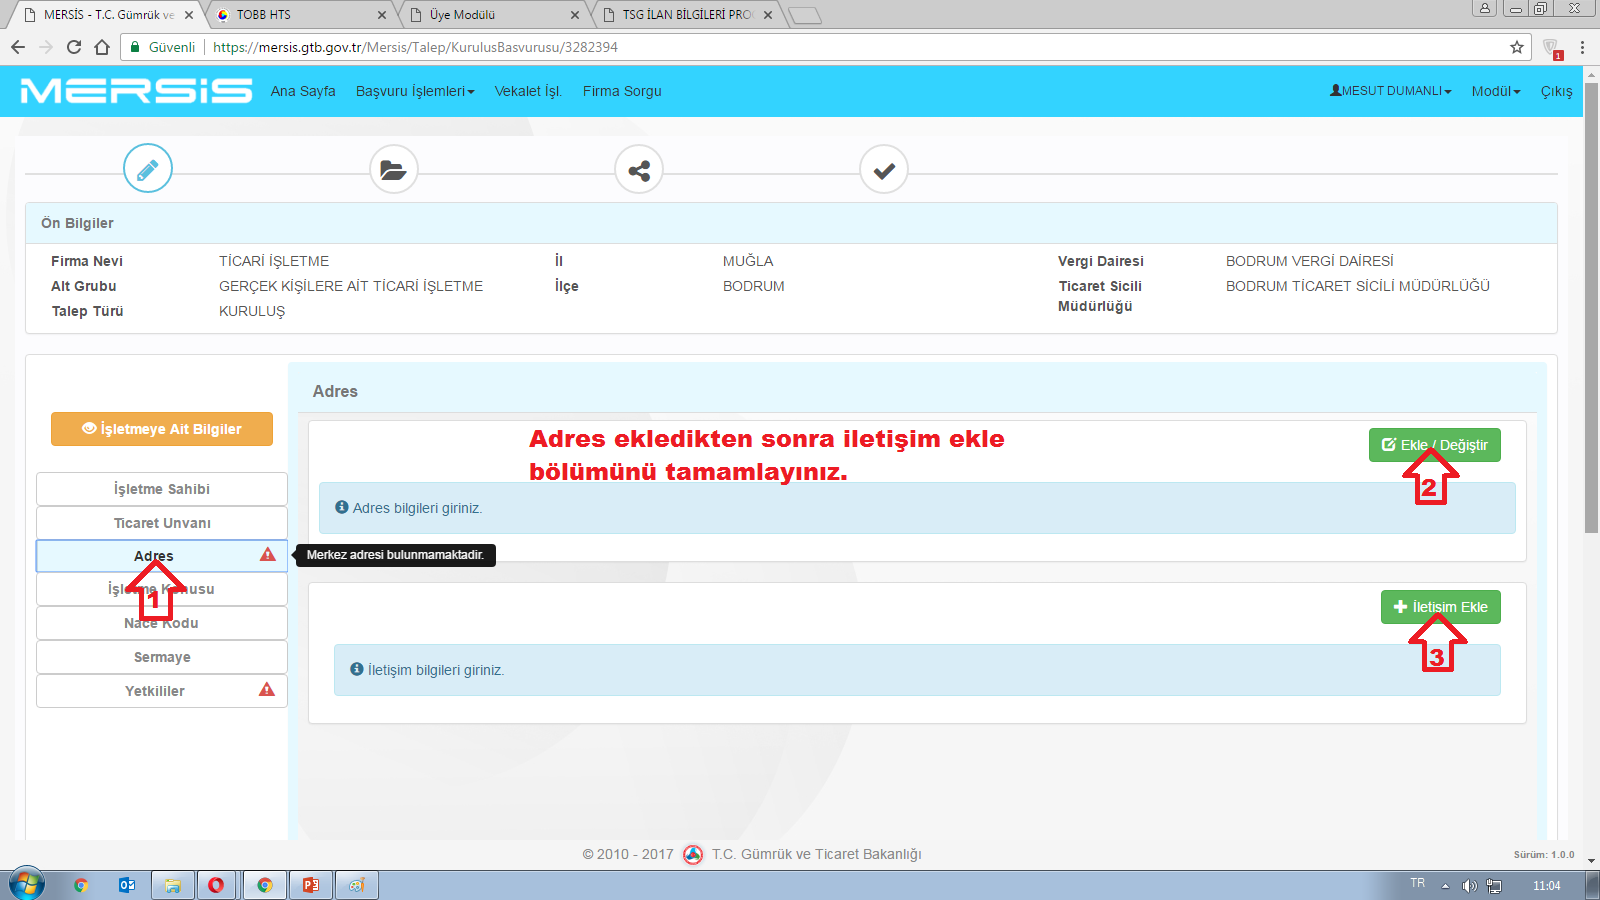 MERSİS - T.C. Gümrük ve
TOBB HTS
Üye Modülü
TSG İLAN BİLGİLERİ PRO
Güvenli
https://mersis.gtb.gov.tr/Mersis/Talep/KurulusBasvurusu/3282394
1
MERSiS
Ana Sayfa
Başvuru İşlemleri
Vekalet İşl.
Firma Sorgu
MESUT DUMANLI
Modül
Çıkış
Ön Bilgiler
Firma Nevi TİCARİ İŞLETME İl MUĞLA Vergi Dairesi BODRUM VERGİ DAİRESİ
Alt Grubu GERÇEK KİŞİLERE AİT TİCARİ İŞLETME İlçe BODRUM Ticaret Sicili BODRUM TİCARET SİCİLİ MÜDÜRLÜĞÜ
Müdürlüğü
Talep Türü KURULUŞ
Adres
İşletmeye Ait Bilgiler
Adres ekledikten sonra iletişim ekle
bölümünü tamamlayınız.
Ekle / Değiştir
2
Adres bilgileri giriniz.
İşletme Sahibi
Ticaret Unvanı
Adres
Merkez adresi bulunmamaktadir.
İşletme Konusu
1
Nace Kodu
Sermaye
Yetkililer
İletişim Ekle
3
İletişim bilgileri giriniz.
© 2010 - 2017 T.C. Gümrük ve Ticaret Bakanlığı
Sürüm: 1.0.0
TR
11:04